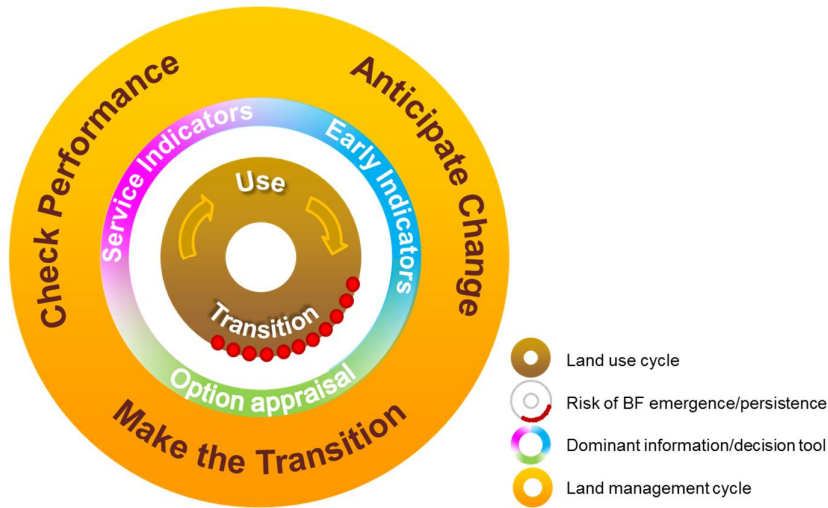 Check Performance
Anticipate Change
Make the Transition
Service Indicators
Early Indicators
Option appraisal
Use
Transition
Land use cycle
Risk of BF emergence/persistence
Dominant information/decision tool
Land management cycle